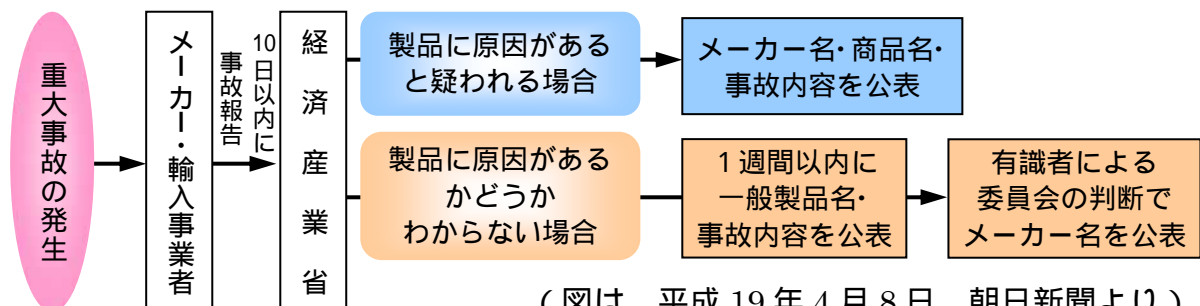 重大事故の発生
メーカー・輸入事業者
10日以内に
事故報告
経済産業省
製品に原因がある
と疑われる場合
メーカー名・商品名・
事故内容を公表
製品に原因がある
かどうか
わからない場合
1週間以内に
一般製品名・
事故内容を公表
有識者による
委員会の判断で
メーカー名を公表
(図は、平成19年4月8日 朝日新聞より)